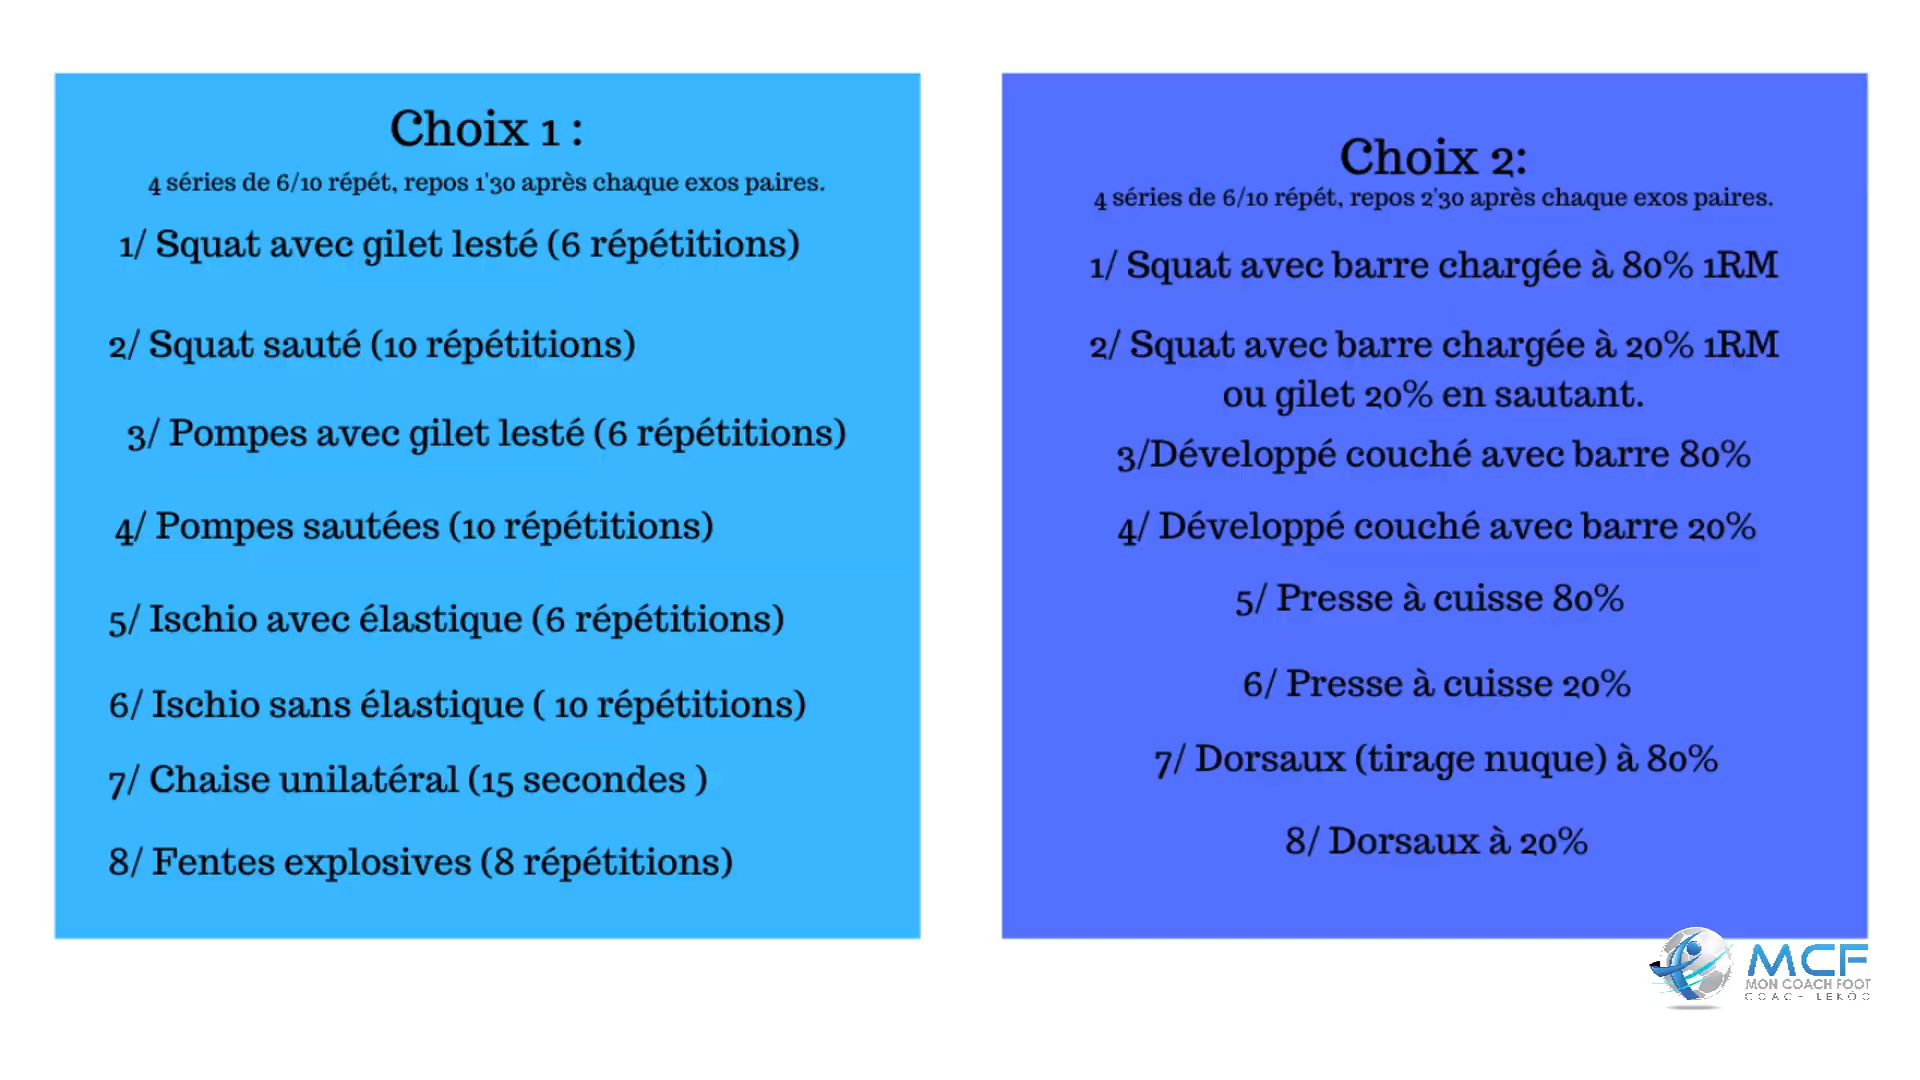 Choix 1 :
4 séries de 6/10 répét, repos 1'30 après chaque exos paires.
1/ Squat avec gilet lesté (6 répétitions)
2/ Squat sauté (10 répétitions)
3/ Pompes avec gilet lesté (6 répétitions)
4/ Pompes sautées (10 répétitions)
5/ Ischio avec élastique (6 répétitions)
6/ Ischio sans élastique ( 10 répétitions)
7/ Chaise unilatéral (15 secondes )
8/ Fentes explosives (8 répétitions)
Choix 2:
4 séries de 6/10 répét, repos 2'30 après chaque exos paires.
1/ Squat avec barre chargée à 80% 1RM
2/ Squat avec barre chargée à 20% 1RM
ou gilet 20% en sautant.
3/Développé couché avec barre 80%
4/ Développé couché avec barre 20%
5/ Presse à cuisse 80%
6/ Presse à cuisse 20%
7/ Dorsaux (tirage nuque) à 80%
8/ Dorsaux à 20%
MCF
MON COACH FOOT
COACH